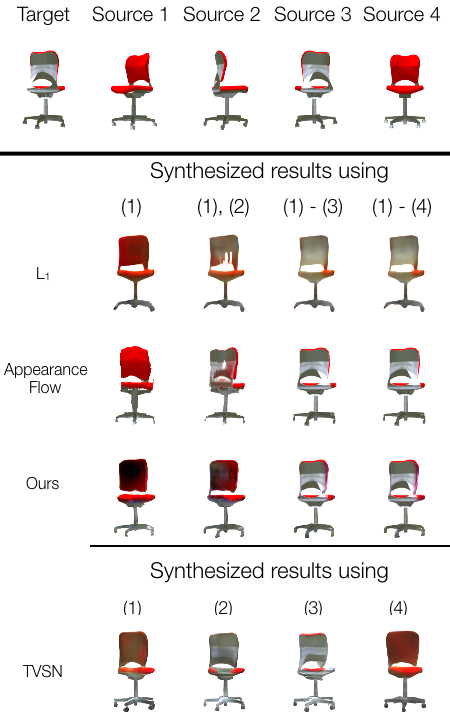 Target Source 1 Source 2 Source 3 Source 4
Synthesized results using
(1) (1), (2) (1) - (3) (1) - (4)
L₁
Appearance
Flow
Ours
Synthesized results using
(1) (2) (3) (4)
TVSN